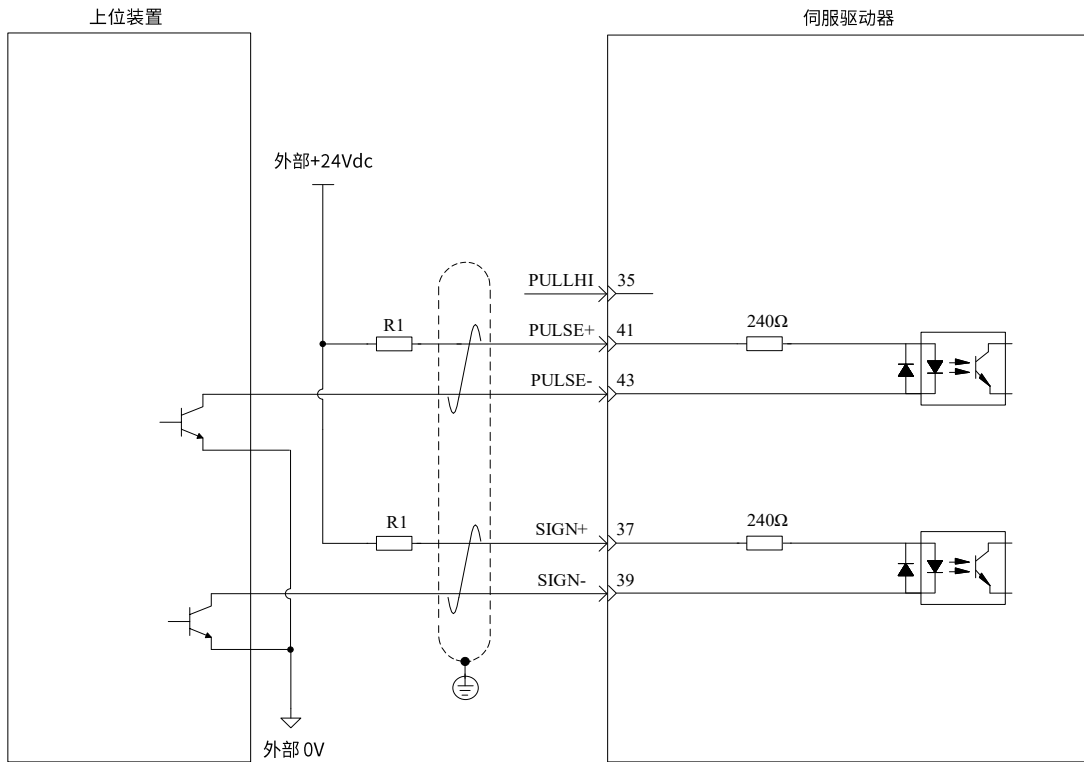 上位装置
伺服驱动器
外部+24Vdc
PULLHI 35
R1 PULSE+ 41 240Ω
PULSE- 43
R1 SIGN+ 37 240Ω
SIGN- 39
外部 0V